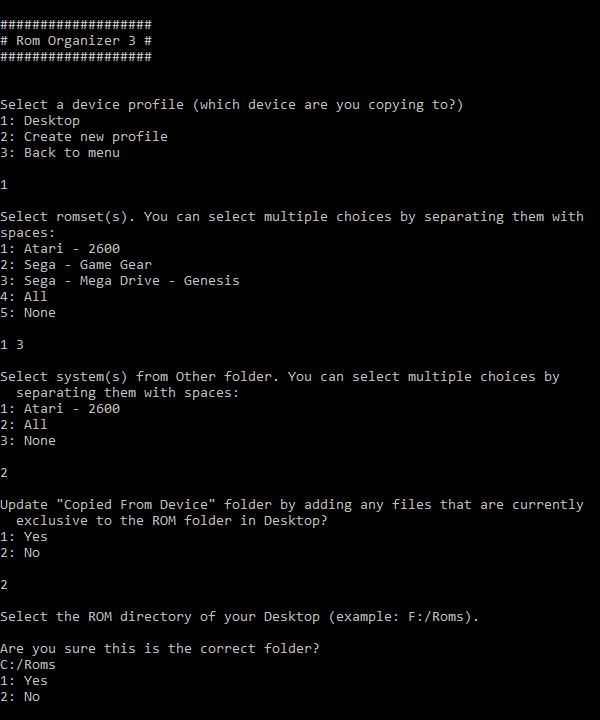 ###################
# Rom Organizer 3 #
###################
Select a device profile (which device are you copying to?)
1: Desktop
2: Create new profile
3: Back to menu
1
Select romset(s). You can select multiple choices by separating them with
spaces:
1: Atari - 2600
2: Sega - Game Gear
3: Sega - Mega Drive - Genesis
4: All
5: None
1 3
Select system(s) from Other folder. You can select multiple choices by
  separating them with spaces:
1: Atari - 2600
2: All
3: None
2
Update "Copied From Device" folder by adding any files that are currently
  exclusive to the ROM folder in Desktop?
1: Yes
2: No
2
Select the ROM directory of your Desktop (example: F:/Roms).
Are you sure this is the correct folder?
C:/Roms
1: Yes
2: No